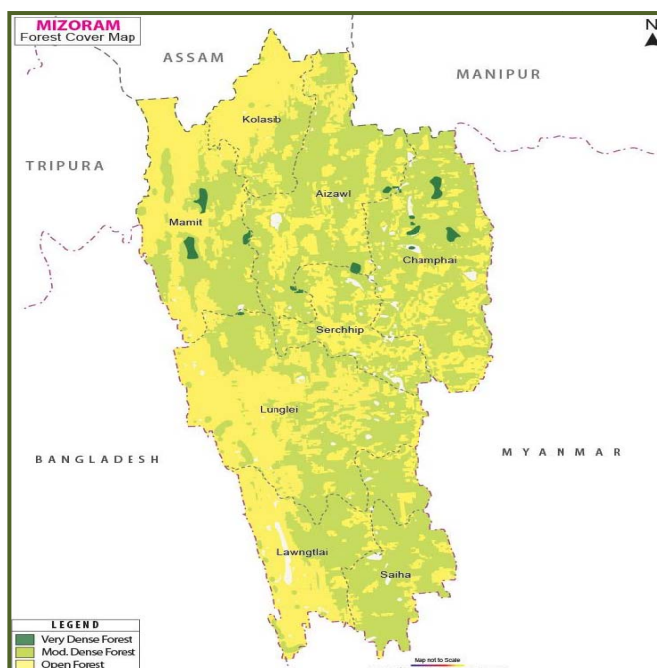 MIZORAM
Forest Cover Map
N
ASSAM
MANIPUR
Kolasib
TRIPURA
Aizawl
Mamit
Champhai
Serchhip
Lunglei
BANGLADESH
MYANMAR
Lawngtlai
Saiha
LEGEND
Very Dense Forest
Mod. Dense Forest
Open Forest
Map not to Scale